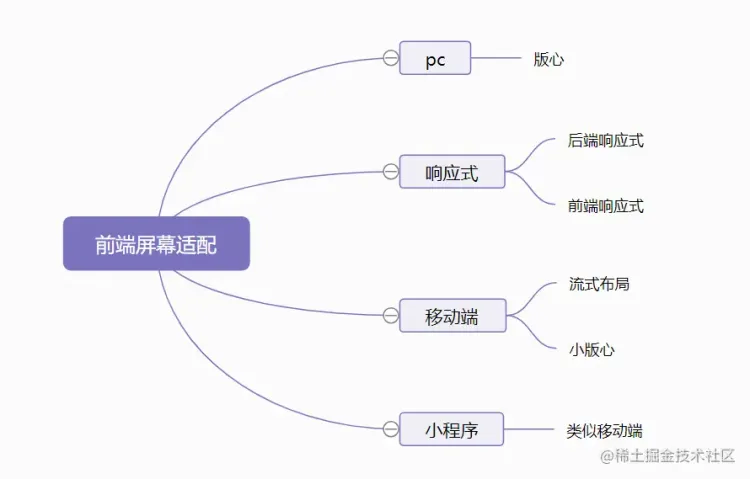 pc
版心
响应式
后端响应式
前端响应式
前端屏幕适配
移动端
流式布局
小版心
小程序
类似移动端
@稀土掘金技术社区